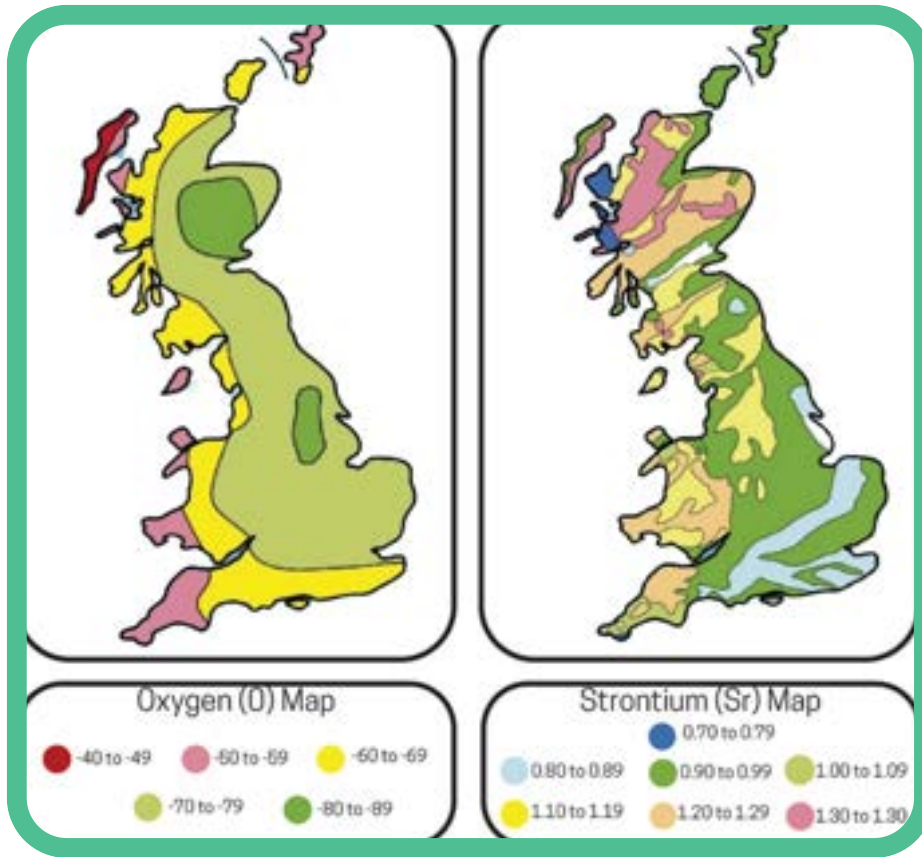 Oxygen (O) Map
-40 to -49
-50 to -59
-60 to -69
-70 to -79
-80 to -89
Strontium (Sr) Map
0.70 to 0.79
0.80 to 0.89
0.90 to 0.99
1.00 to 1.09
1.10 to 1.19
1.20 to 1.29
1.30 to 1.30